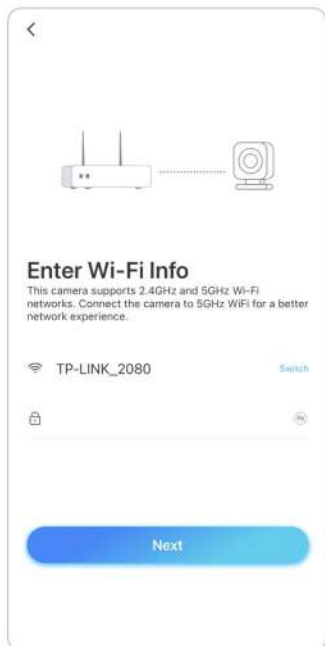 Enter Wi-Fi Info
This camera supports 2.4GHz and 5GHz Wi-Fi
networks. Connect the camera to 5GHz WiFi for a better
network experience.
TP-LINK_2080
Switch
Next